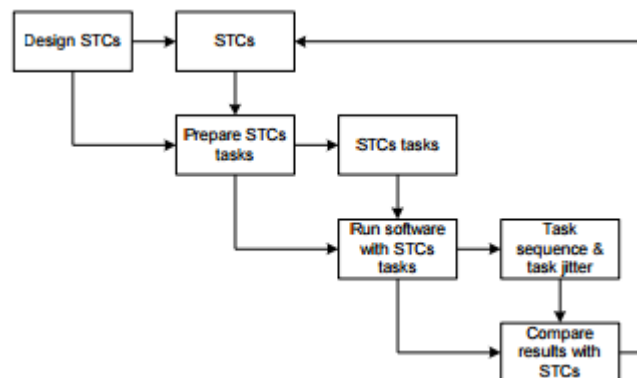 Design STCs
STCs
Prepare STCs
tasks
STCs tasks
Run software
with STCs
tasks
Task
sequence &
task jitter
Compare
results with
STCs